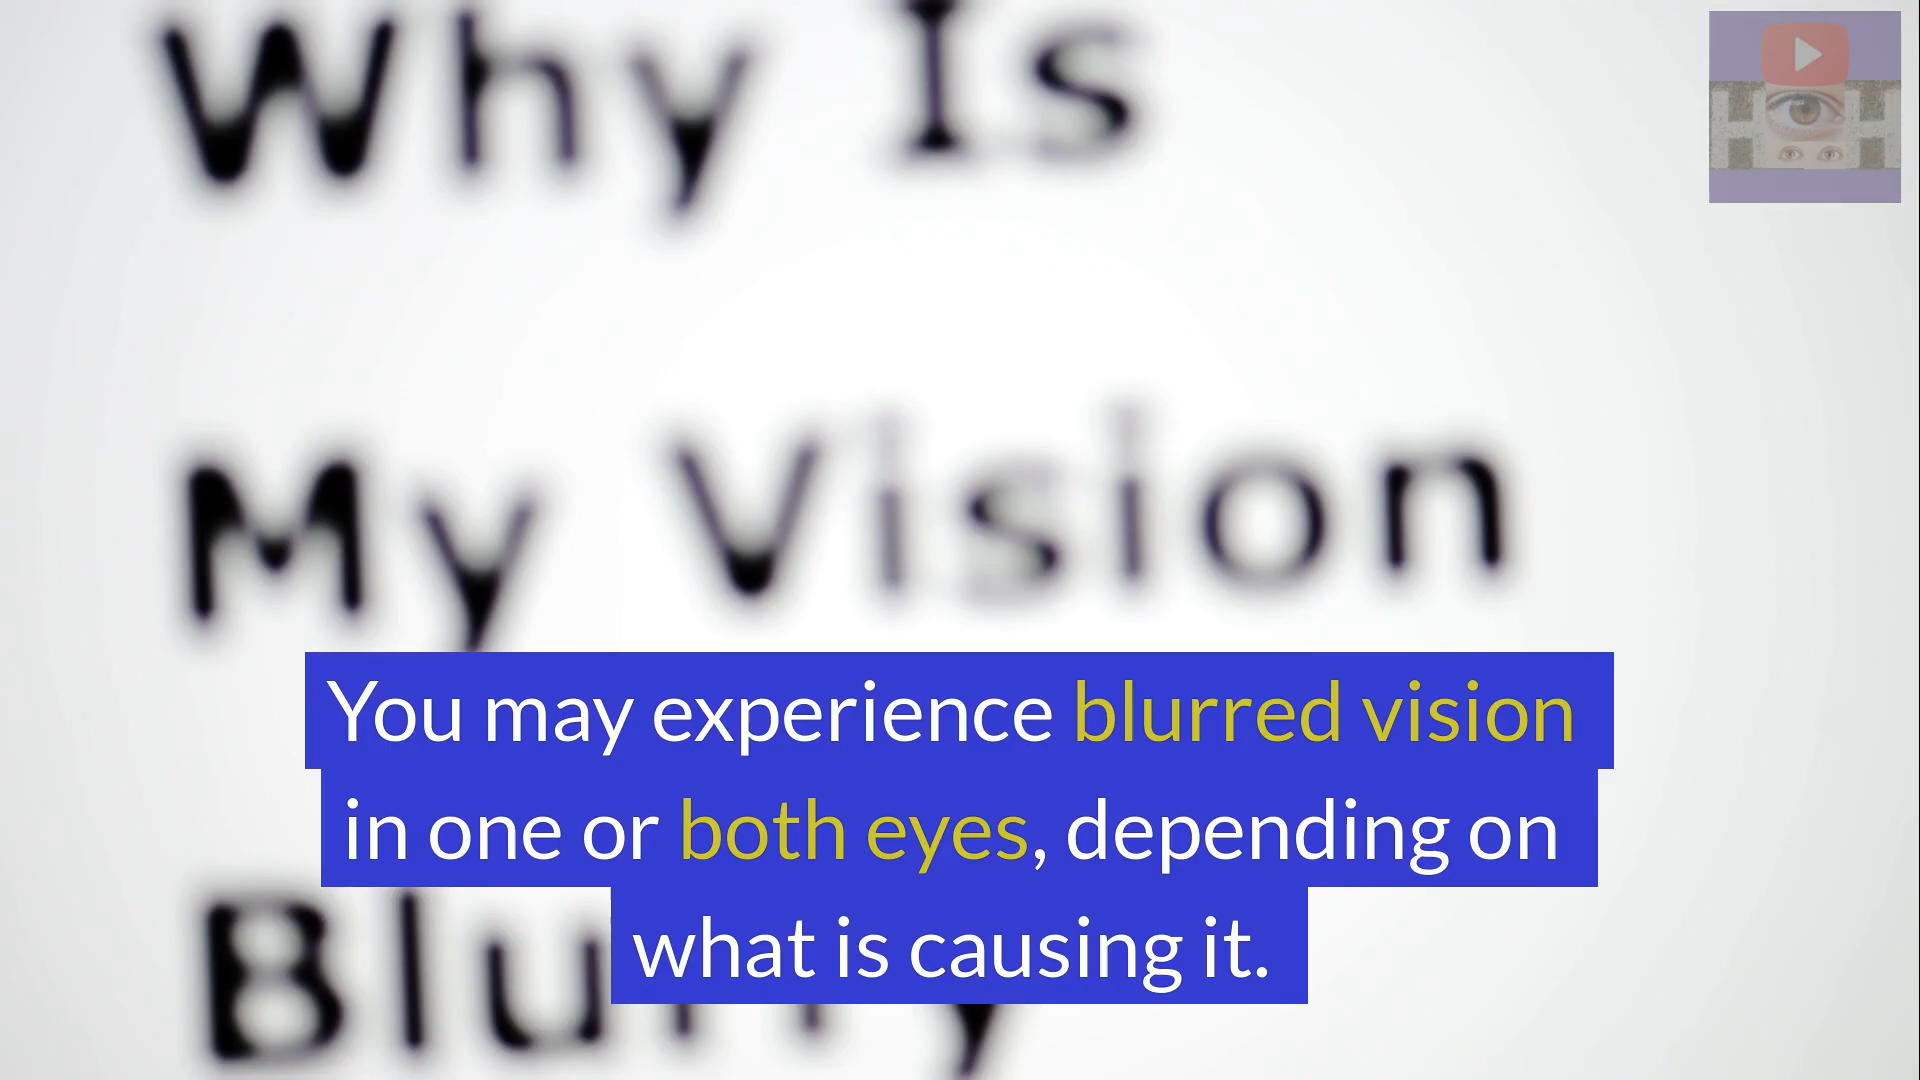 Why Is
My Vision
Blurry
You may experience blurred vision
in one or both eyes, depending on
what is causing it.